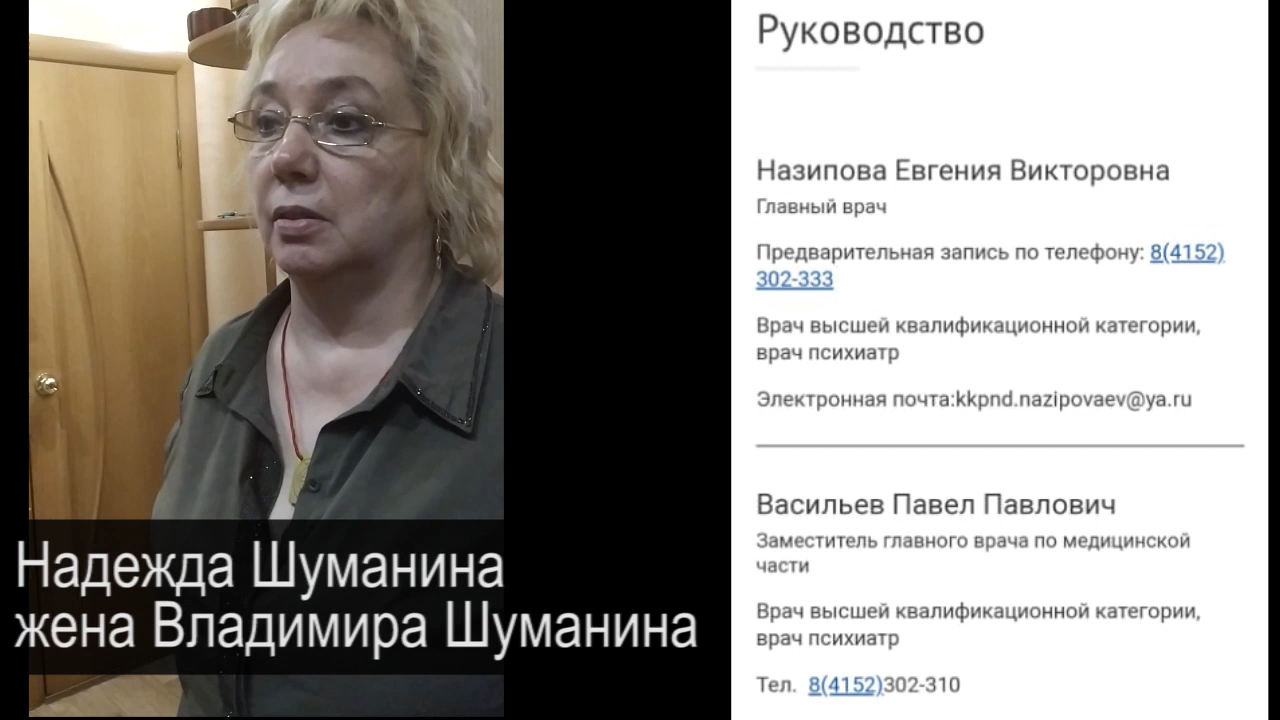 Надежда Шуманина
жена Владимира Шуманина
Руководство
Назипова Евгения Викторовна
Главный врач
Предварительная запись по телефону: 8(4152)
302-333
Врач высшей квалификационной категории,
врач психиатр
Электронная почта:kkpnd.nazipovaev@ya.ru
Васильев Павел Павлович
Заместитель главного врача по медицинской
части
Врач высшей квалификационной категории,
врач психиатр
Тел. 8(4152)302-310